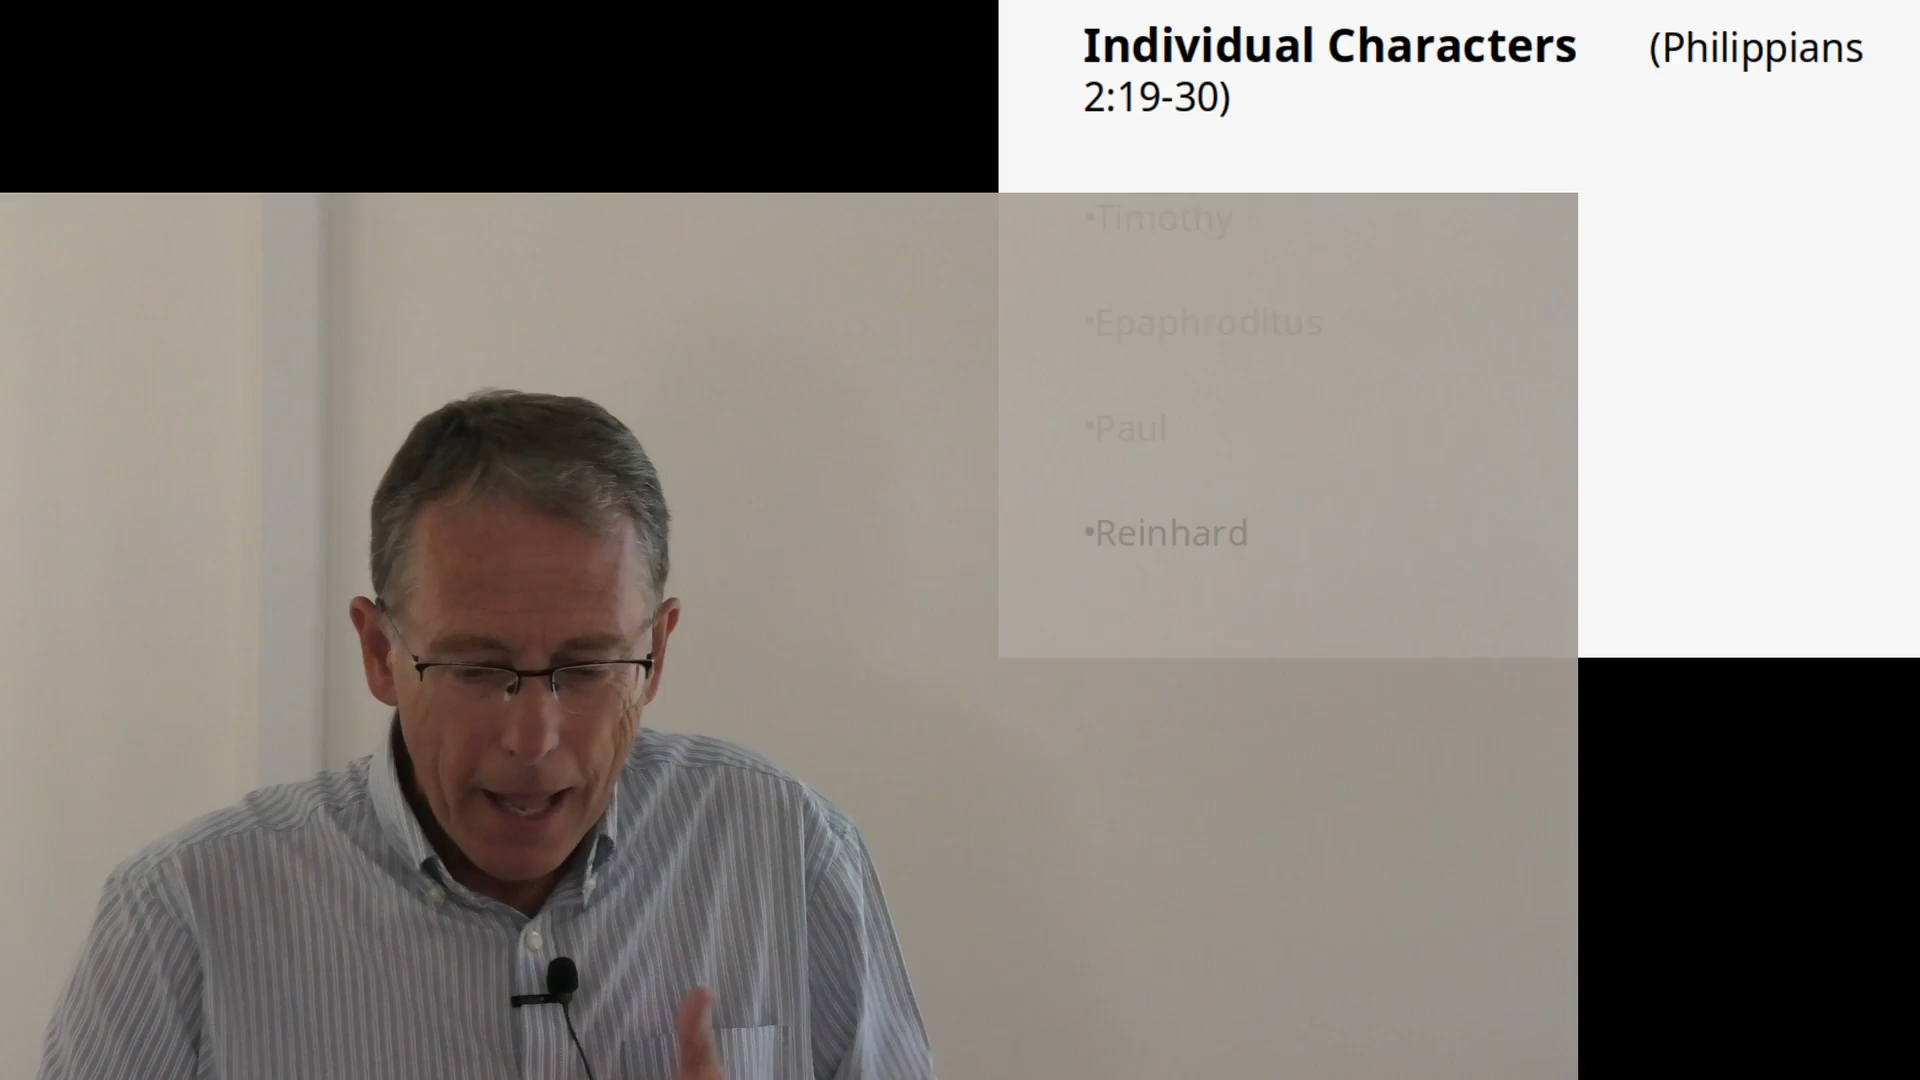 Individual Characters (Philippians
2:19-30)
•Timothy
•Epaphroditus
•Paul
•Reinhard